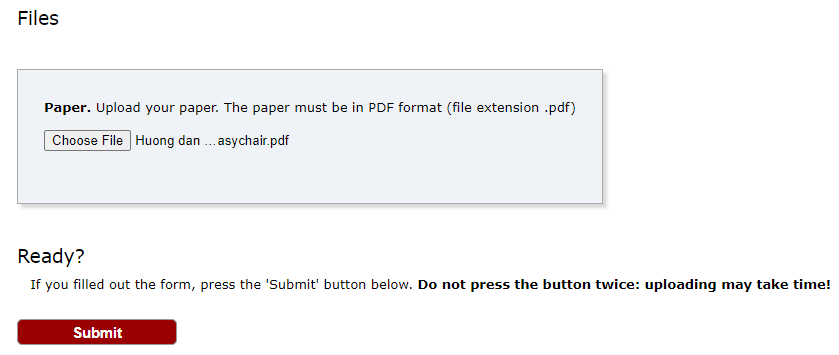 Files
Paper. Upload your paper. The paper must be in PDF format (file extension .pdf)
Choose File Huong dan ...asychair.pdf
Ready?
If you filled out the form, press the 'Submit' button below. Do not press the button twice: uploading may take time!
Submit